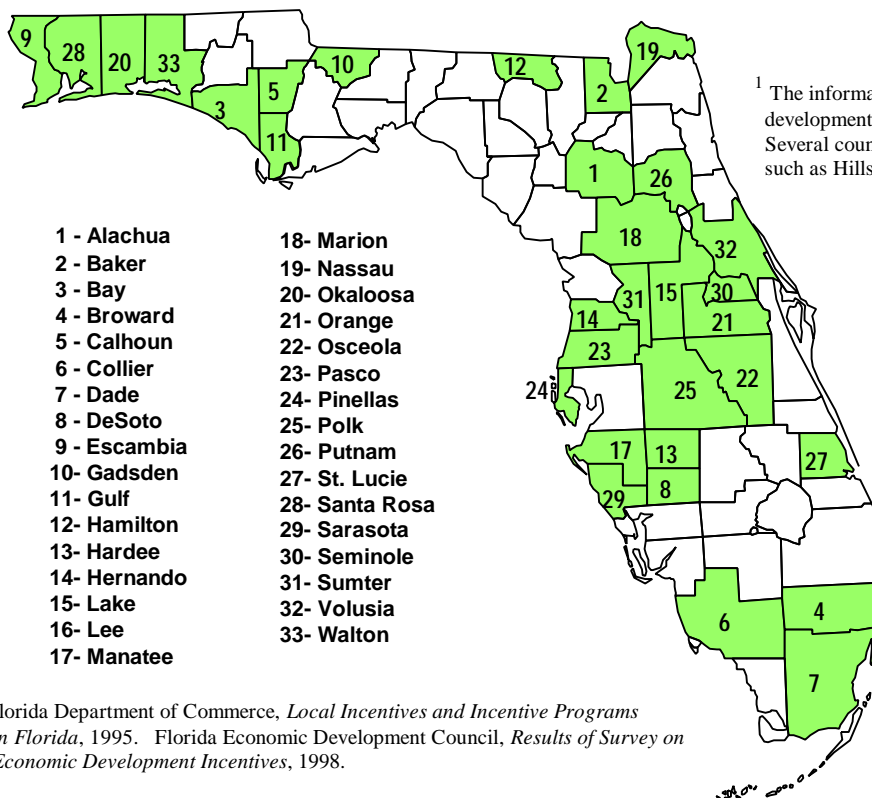 9
28
20
33
10
12
19
3
5
2
11
1 The informa
development
Several coun
such as Hills
1
26
18
32
31
15
30
14
21
23
24
25
22
17
13
27
8
29
6
4
7
1 - Alachua
2 - Baker
3 - Bay
4 - Broward
5 - Calhoun
6 - Collier
7 - Dade
8 - DeSoto
9 - Escambia
10- Gadsden
11- Gulf
12- Hamilton
13- Hardee
14- Hernando
15- Lake
16- Lee
17- Manatee
18- Marion
19- Nassau
20- Okaloosa
21- Orange
22- Osceola
23- Pasco
24- Pinellas
25- Polk
26- Putnam
27- St. Lucie
28- Santa Rosa
29- Sarasota
30- Seminole
31- Sumter
32- Volusia
33- Walton
lorida Department of Commerce, Local Incentives and Incentive Programs
n Florida, 1995. Florida Economic Development Council, Results of Survey on
Economic Development Incentives, 1998.